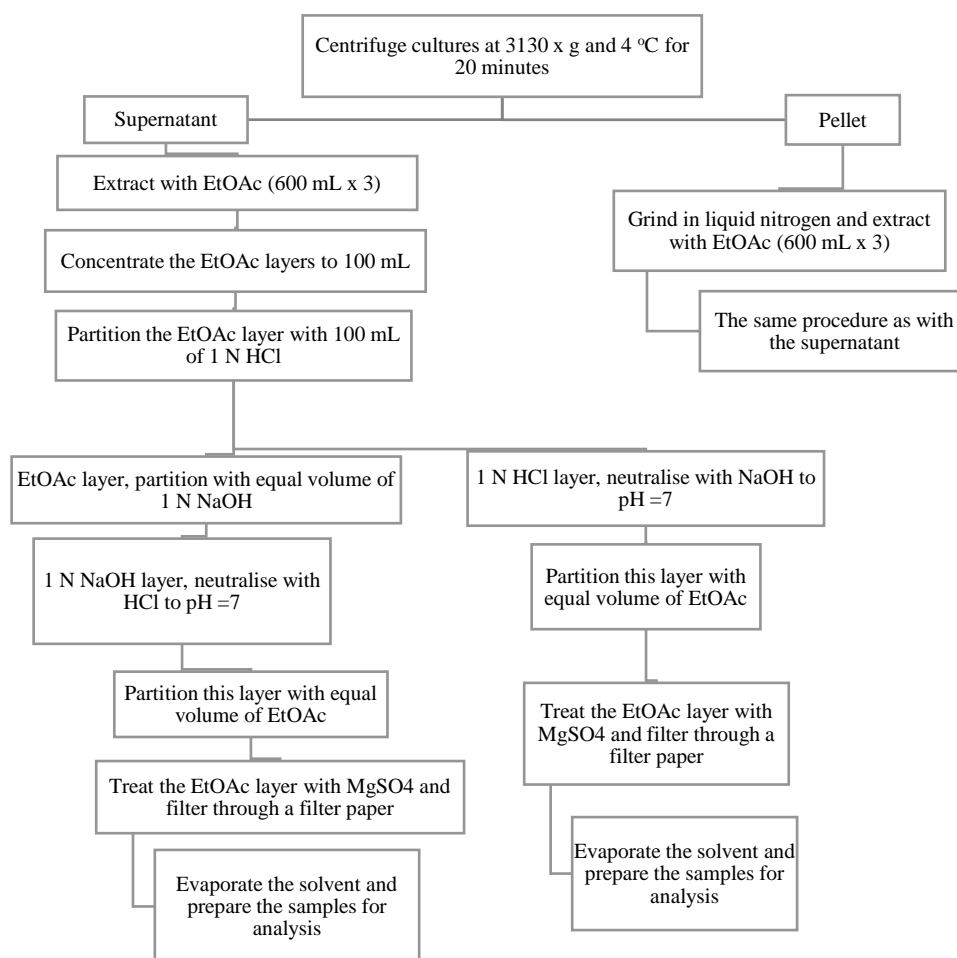 Centrifuge cultures at 3130 x g and 4 ºC for
20 minutes
Supernatant
Pellet
Extract with EtOAc (600 mL x 3)
Grind in liquid nitrogen and extract
with EtOAc (600 mL x 3)
Concentrate the EtOAc layers to 100 mL
The same procedure as with
the supernatant
Partition the EtOAc layer with 100 mL
of 1 N HCl
EtOAc layer, partition with equal volume of
1 N NaOH
1 N HCl layer, neutralise with NaOH to
pH =7
1 N NaOH layer, neutralise with
HCl to pH =7
Partition this layer with
equal volume of EtOAc
Partition this layer with equal
volume of EtOAc
Treat the EtOAc layer with
MgSO4 and filter through a
filter paper
Treat the EtOAc layer with MgSO4 and
filter through a filter paper
Evaporate the solvent and
prepare the samples for
analysis
Evaporate the solvent and
prepare the samples for
analysis